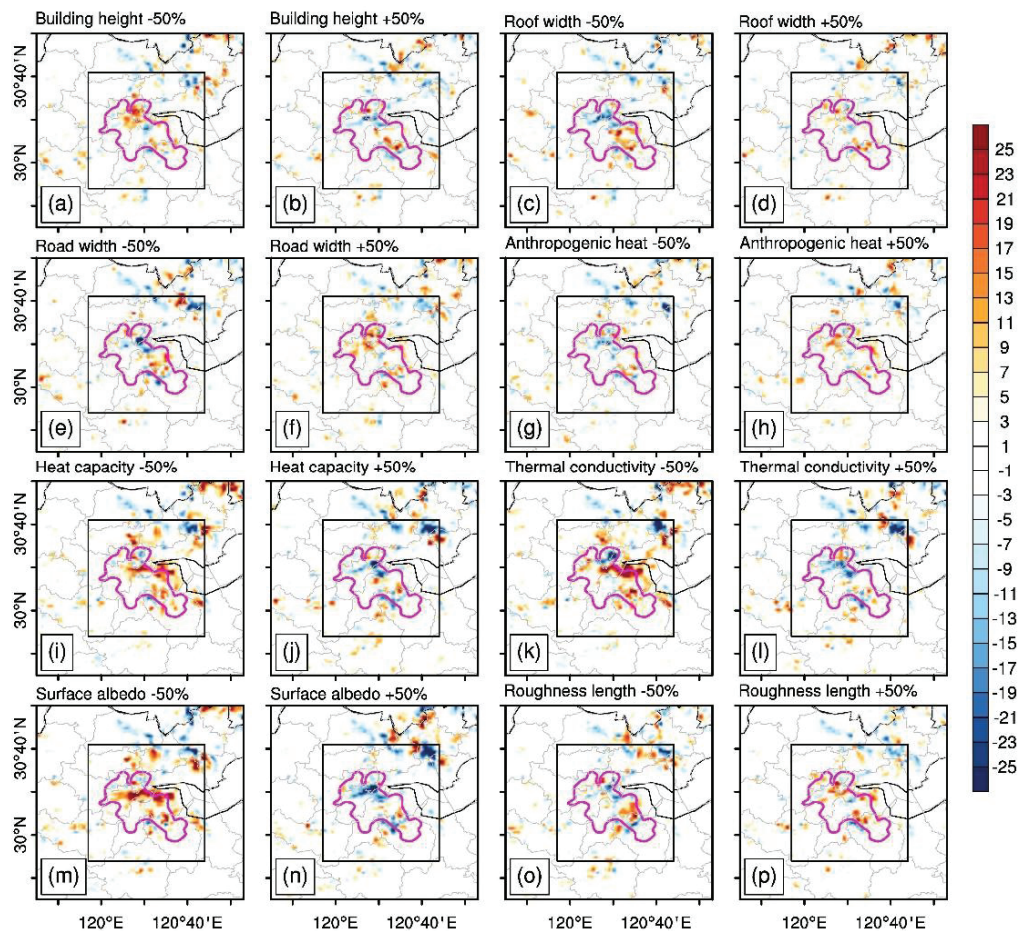 Building height -50%
Building height +50%
Roof width -50%
Roof width +50%
30°40'N
30°N
(a)
(b)
(c)
(d)
Road width -50%
Road width +50%
Anthropogenic heat -50%
Anthropogenic heat +50%
30°40'N
30°N
(e)
(f)
(g)
(h)
Heat capacity -50%
Heat capacity +50%
Thermal conductivity -50%
Thermal conductivity +50%
30°40'N
30°N
(i)
(j)
(k)
(l)
Surface albedo -50%
Surface albedo +50%
Roughness length -50%
Roughness length +50%
30°40'N
30°N
(m)
(n)
(o)
(p)
120°E
120°40'E
120°E
120°40'E
120°E
120°40'E
120°E
120°40'E
25
23
21
19
17
15
13
11
9
7
5
3
1
-1
-3
-5
-7
-9
-11
-13
-15
-17
-19
-21
-23
-25